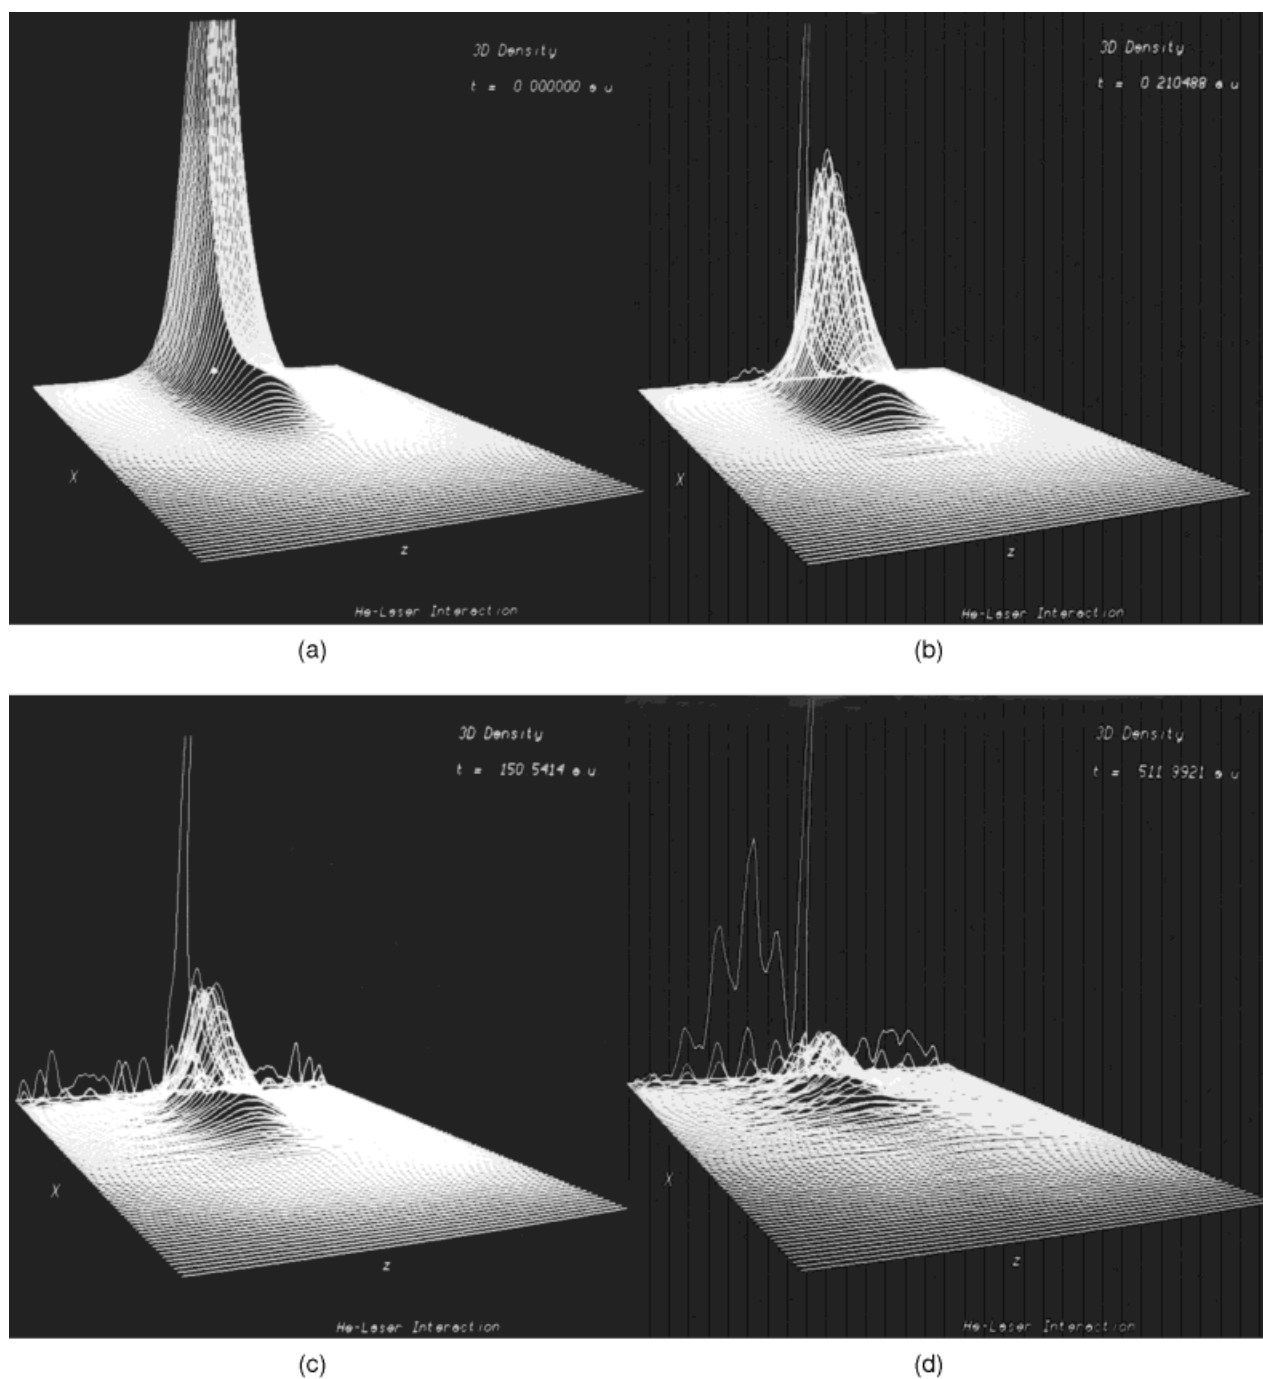 3D Density
t = 0 000000 a u
X
z
He-Laser Interaction
(a)
3D Density
t = 0 210488 a u
X
z
He-Laser Interaction
(b)
3D Density
t = 150 5414 a u
X
z
He-Laser Interaction
(c)
3D Density
t = 511 9921 a u
X
z
He-Laser Interaction
(d)